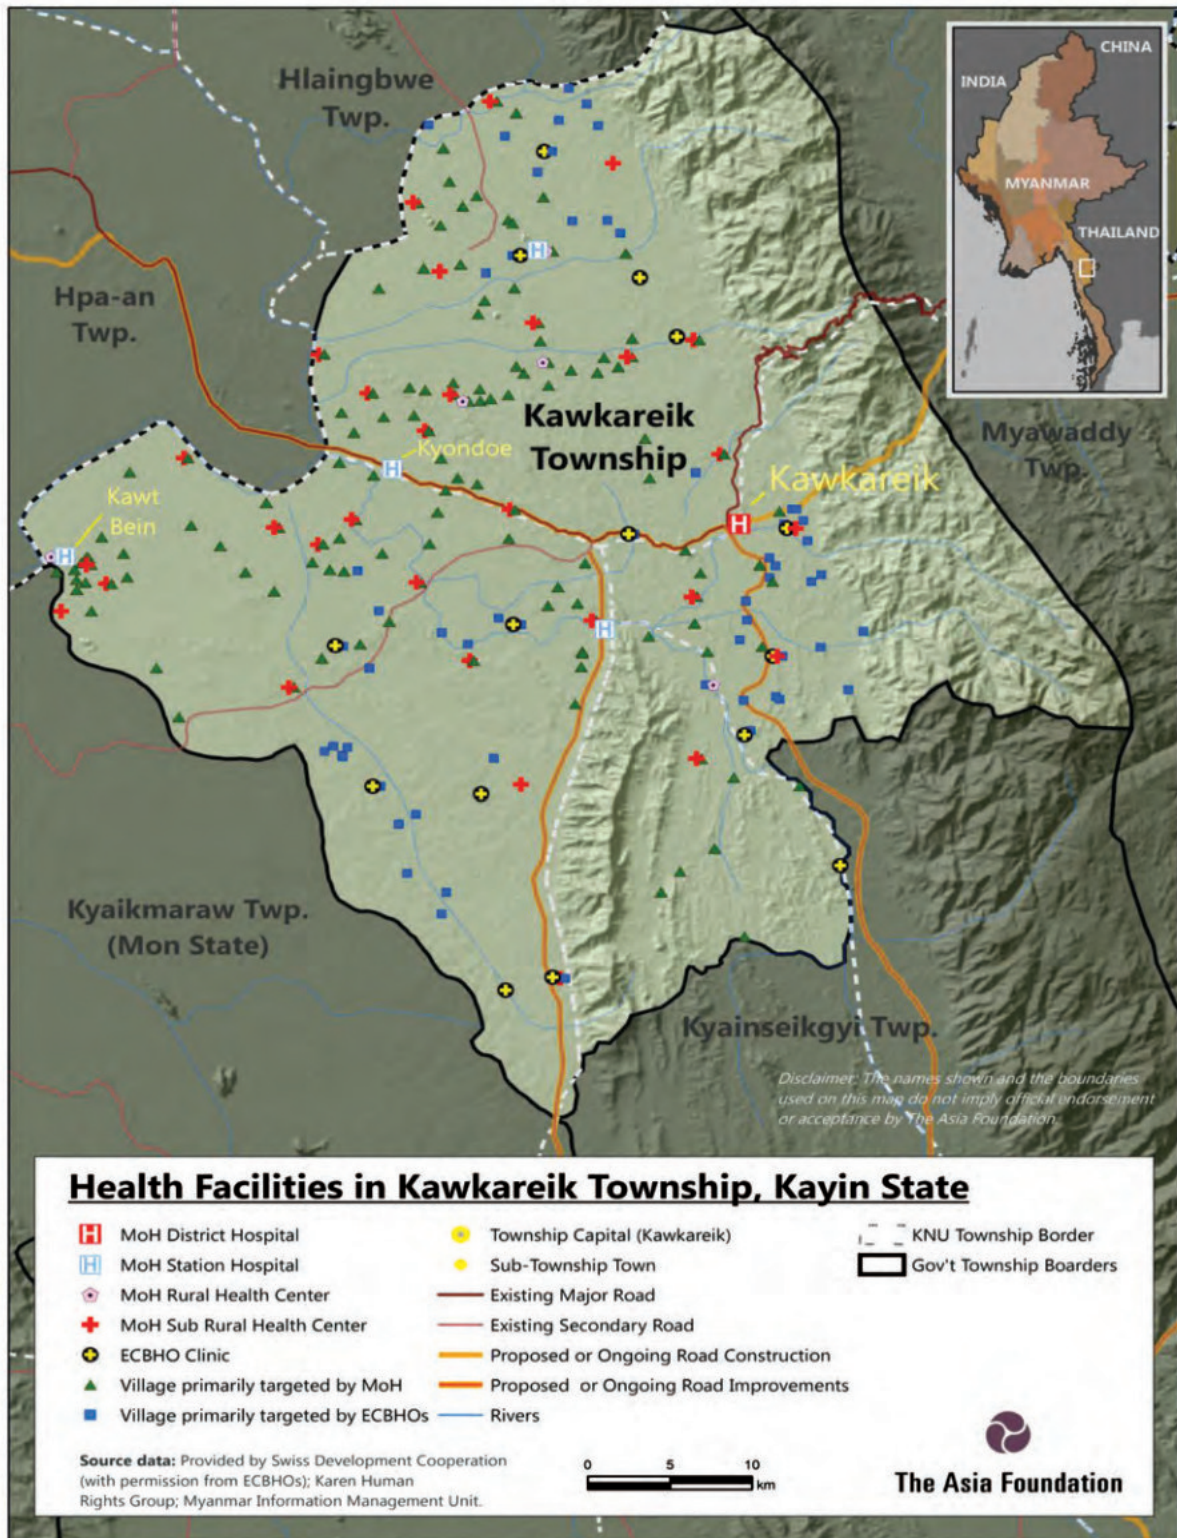 Hlaingbwe
Twp.
CHINA
INDIA
MYANMAR
THAILAND
Hpa-an
Twp.
Kawkareik
Township
Myawaddy
Twp.
Kyondoe
Kawkareik
Kawt
Bein
H
H
H
H
H
Kyaikmaraw Twp.
(Mon State)
Kyainseikgyi Twp.
Disclaimer: The names shown and the boundaries
used on this map do not imply official endorsement
or acceptance by The Asia Foundation.
Health Facilities in Kawkareik Township, Kayin State
H MoH District Hospital
H MoH Station Hospital
MoH Rural Health Center
MoH Sub Rural Health Center
ECBHO Clinic
Village primarily targeted by MoH
Village primarily targeted by ECBHOs
Township Capital (Kawkareik)
Sub-Township Town
Existing Major Road
Existing Secondary Road
Proposed or Ongoing Road Construction
Proposed or Ongoing Road Improvements
Rivers
KNU Township Border
Gov't Township Boarders
Source data: Provided by Swiss Development Cooperation
(with permission from ECBHOs); Karen Human
Rights Group; Myanmar Information Management Unit.
0 5 10
km
The Asia Foundation